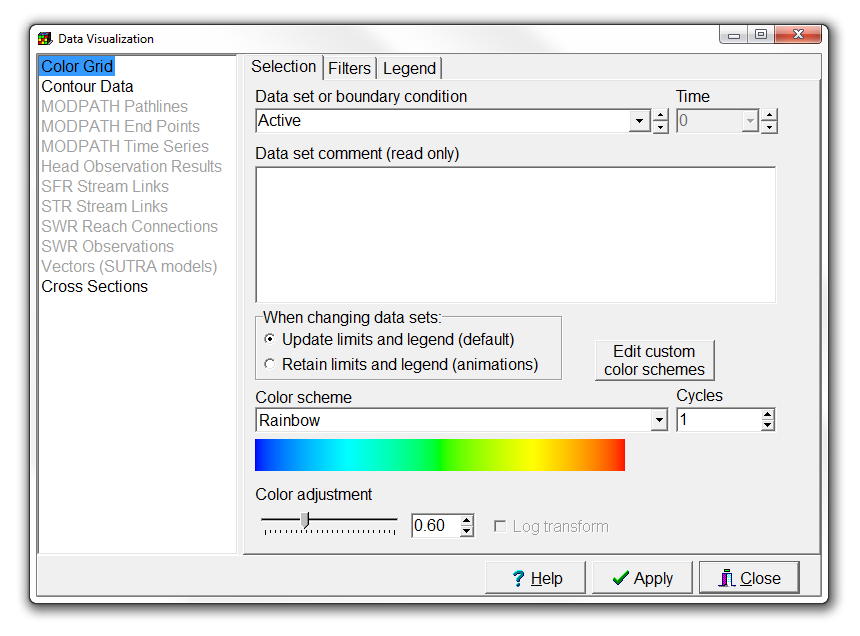 Data Visualization
Color Grid
Contour Data
MODPATH Pathlines
MODPATH End Points
MODPATH Time Series
Head Observation Results
SFR Stream Links
STR Stream Links
SWR Reach Connections
SWR Observations
Vectors (SUTRA models)
Cross Sections
Selection Filters Legend
Data set or boundary condition Time
Active 0
Data set comment (read only)
When changing data sets:
Update limits and legend (default)
Retain limits and legend (animations)
Edit custom
color schemes
Color scheme Cycles
Rainbow 1
Color adjustment
0.60 Log transform
? Help Apply Close